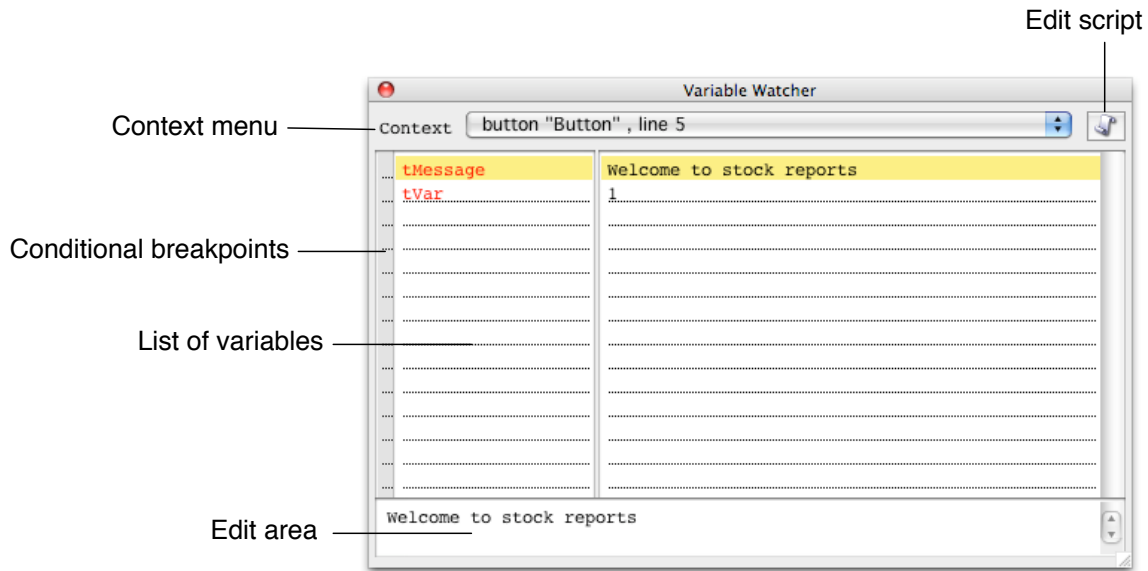 Edit script
Variable Watcher
Context menu
Context button "Button" , line 5
tMessage Welcome to stock reports
tVar 1
Conditional breakpoints
List of variables
Welcome to stock reports
Edit area